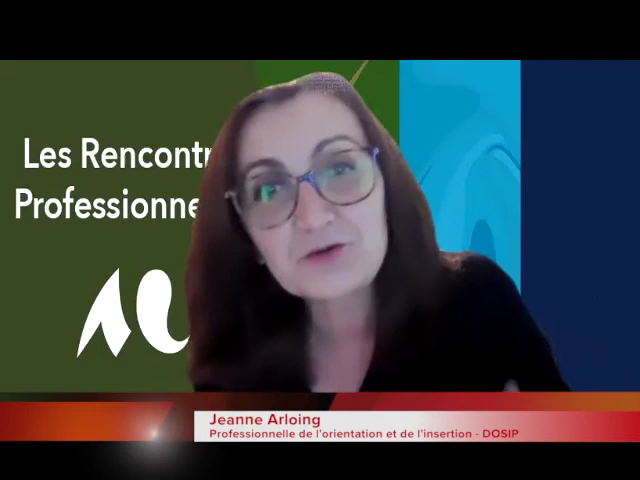 Les Rencontr
Professionne
Jeanne Arloing
Professionnelle de l'orientation et de l'insertion - DOSIP